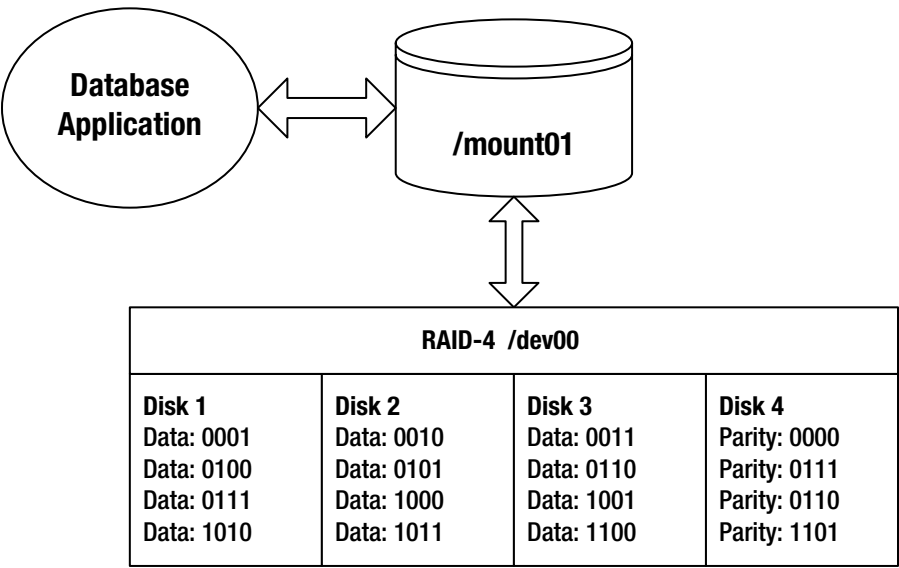 Database
Application
/mount01
RAID-4 /dev00
Disk 1
Data: 0001
Data: 0100
Data: 0111
Data: 1010
Disk 2
Data: 0010
Data: 0101
Data: 1000
Data: 1011
Disk 3
Data: 0011
Data: 0110
Data: 1001
Data: 1100
Disk 4
Parity: 0000
Parity: 0111
Parity: 0110
Parity: 1101